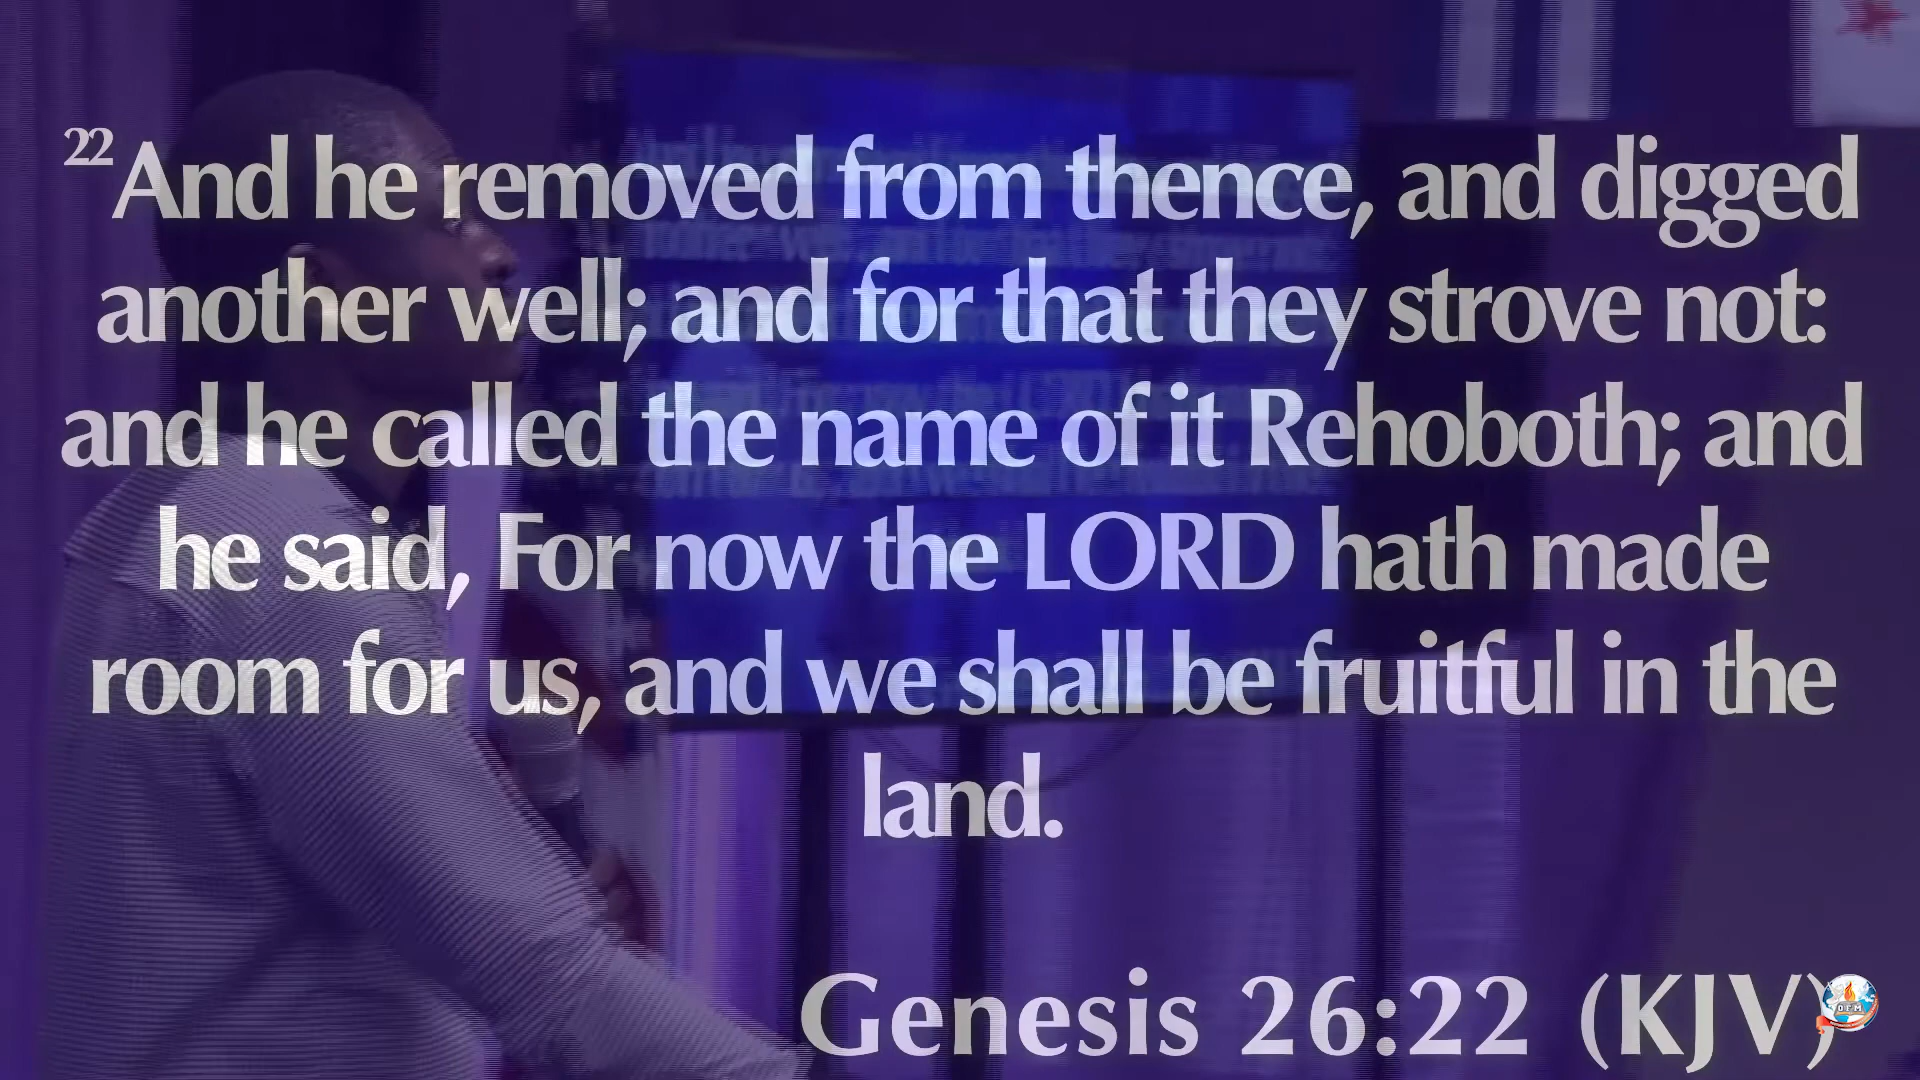 22 And he removed from thence, and digged
another well; and for that they strove not:
and he called the name of it Rehoboth; and
he said, For now the LORD hath made
room for us, and we shall be fruitful in the
land.
Genesis 26:22 (KJV)